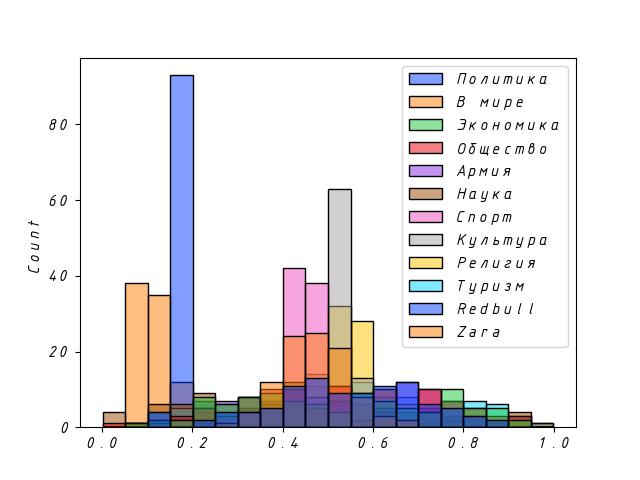 Count
80
60
40
20
0
0.0 0.2 0.4 0.6 0.8 1.0
Политика
В мире
Экономика
Общество
Армия
Наука
Спорт
Культура
Религия
Туризм
Redbull
Zara